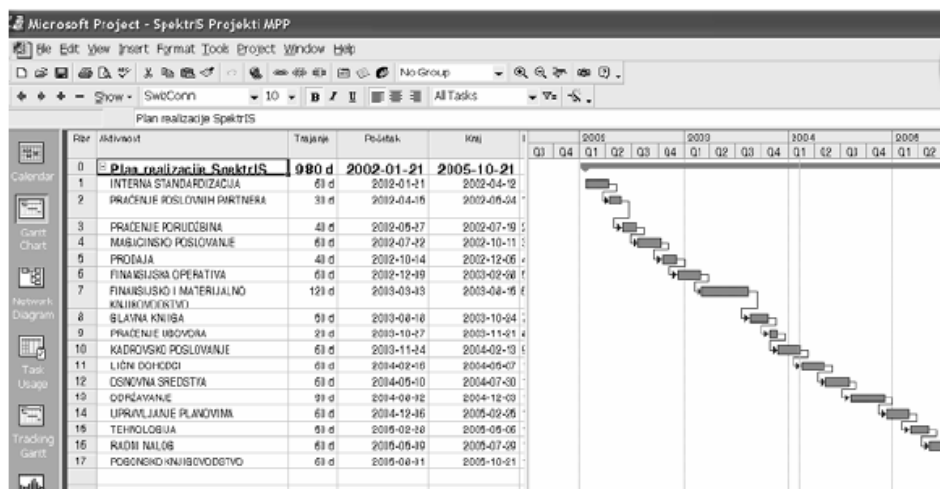 Microsoft Project - SpektrIS Projekti MPP
File Edit View Insert Format Tools Project Window Help
No Group
Show SwitzConn 10 B I U All Tasks
Plan realizacije SpektrIS
Rbr Aktivnost Trajanje Početak Kraj 2003 2004
Q3 Q4 Q1 Q2 Q3 Q4 Q1 Q2 Q3 Q4 Q1 Q2 Q3 Q4 Q1 Q2
0 Plan realizacije SpektrIS 980 d 2002-01-21 2005-10-21
1 INTERNA STANDARDIZACIJA 60 d 2002-01-21 2002-04-12
2 PRAĆENJE POSLOVNIH PARTNERA 30 d 2002-04-15 2002-05-24
3 PRAĆENJE PORUDŽBINA 40 d 2002-05-27 2002-07-19
4 MAGACINSKO POSLOVANJE 60 d 2002-07-22 2002-10-11
5 PRODAJA 40 d 2002-10-14 2002-12-06
6 FINANSIJSKA OPERATIVA 60 d 2002-12-09 2003-02-28
7 FINANSIJSKO I MATERIJALNO 120 d 2003-03-03 2003-08-15
KNJIGOVODSTVO
8 GLAVNA KNJIGA 50 d 2003-08-18 2003-10-24
9 PRAĆENJE UGOVORA 20 d 2003-10-27 2003-11-21
10 KADROVSKO POSLOVANJE 60 d 2003-11-24 2004-02-13
11 LIČNI DOHODCI 60 d 2004-02-16 2004-05-07
12 OSNOVNA SREDSTVA 60 d 2004-05-10 2004-07-30
13 ODRŽAVANJE 90 d 2004-08-02 2004-12-03
14 UPRAVLJANJE PLANOVIMA 60 d 2004-12-06 2005-02-25
15 TEHNOLOGIJA 50 d 2005-02-28 2005-05-06
16 RADNI NALOG 60 d 2005-05-09 2005-07-29
17 POGONSKO KNJIGOVODSTVO 60 d 2005-08-01 2005-10-21
Calendar
Gantt
Chart
Network
Diagram
Task
Usage
Tracking
Gantt